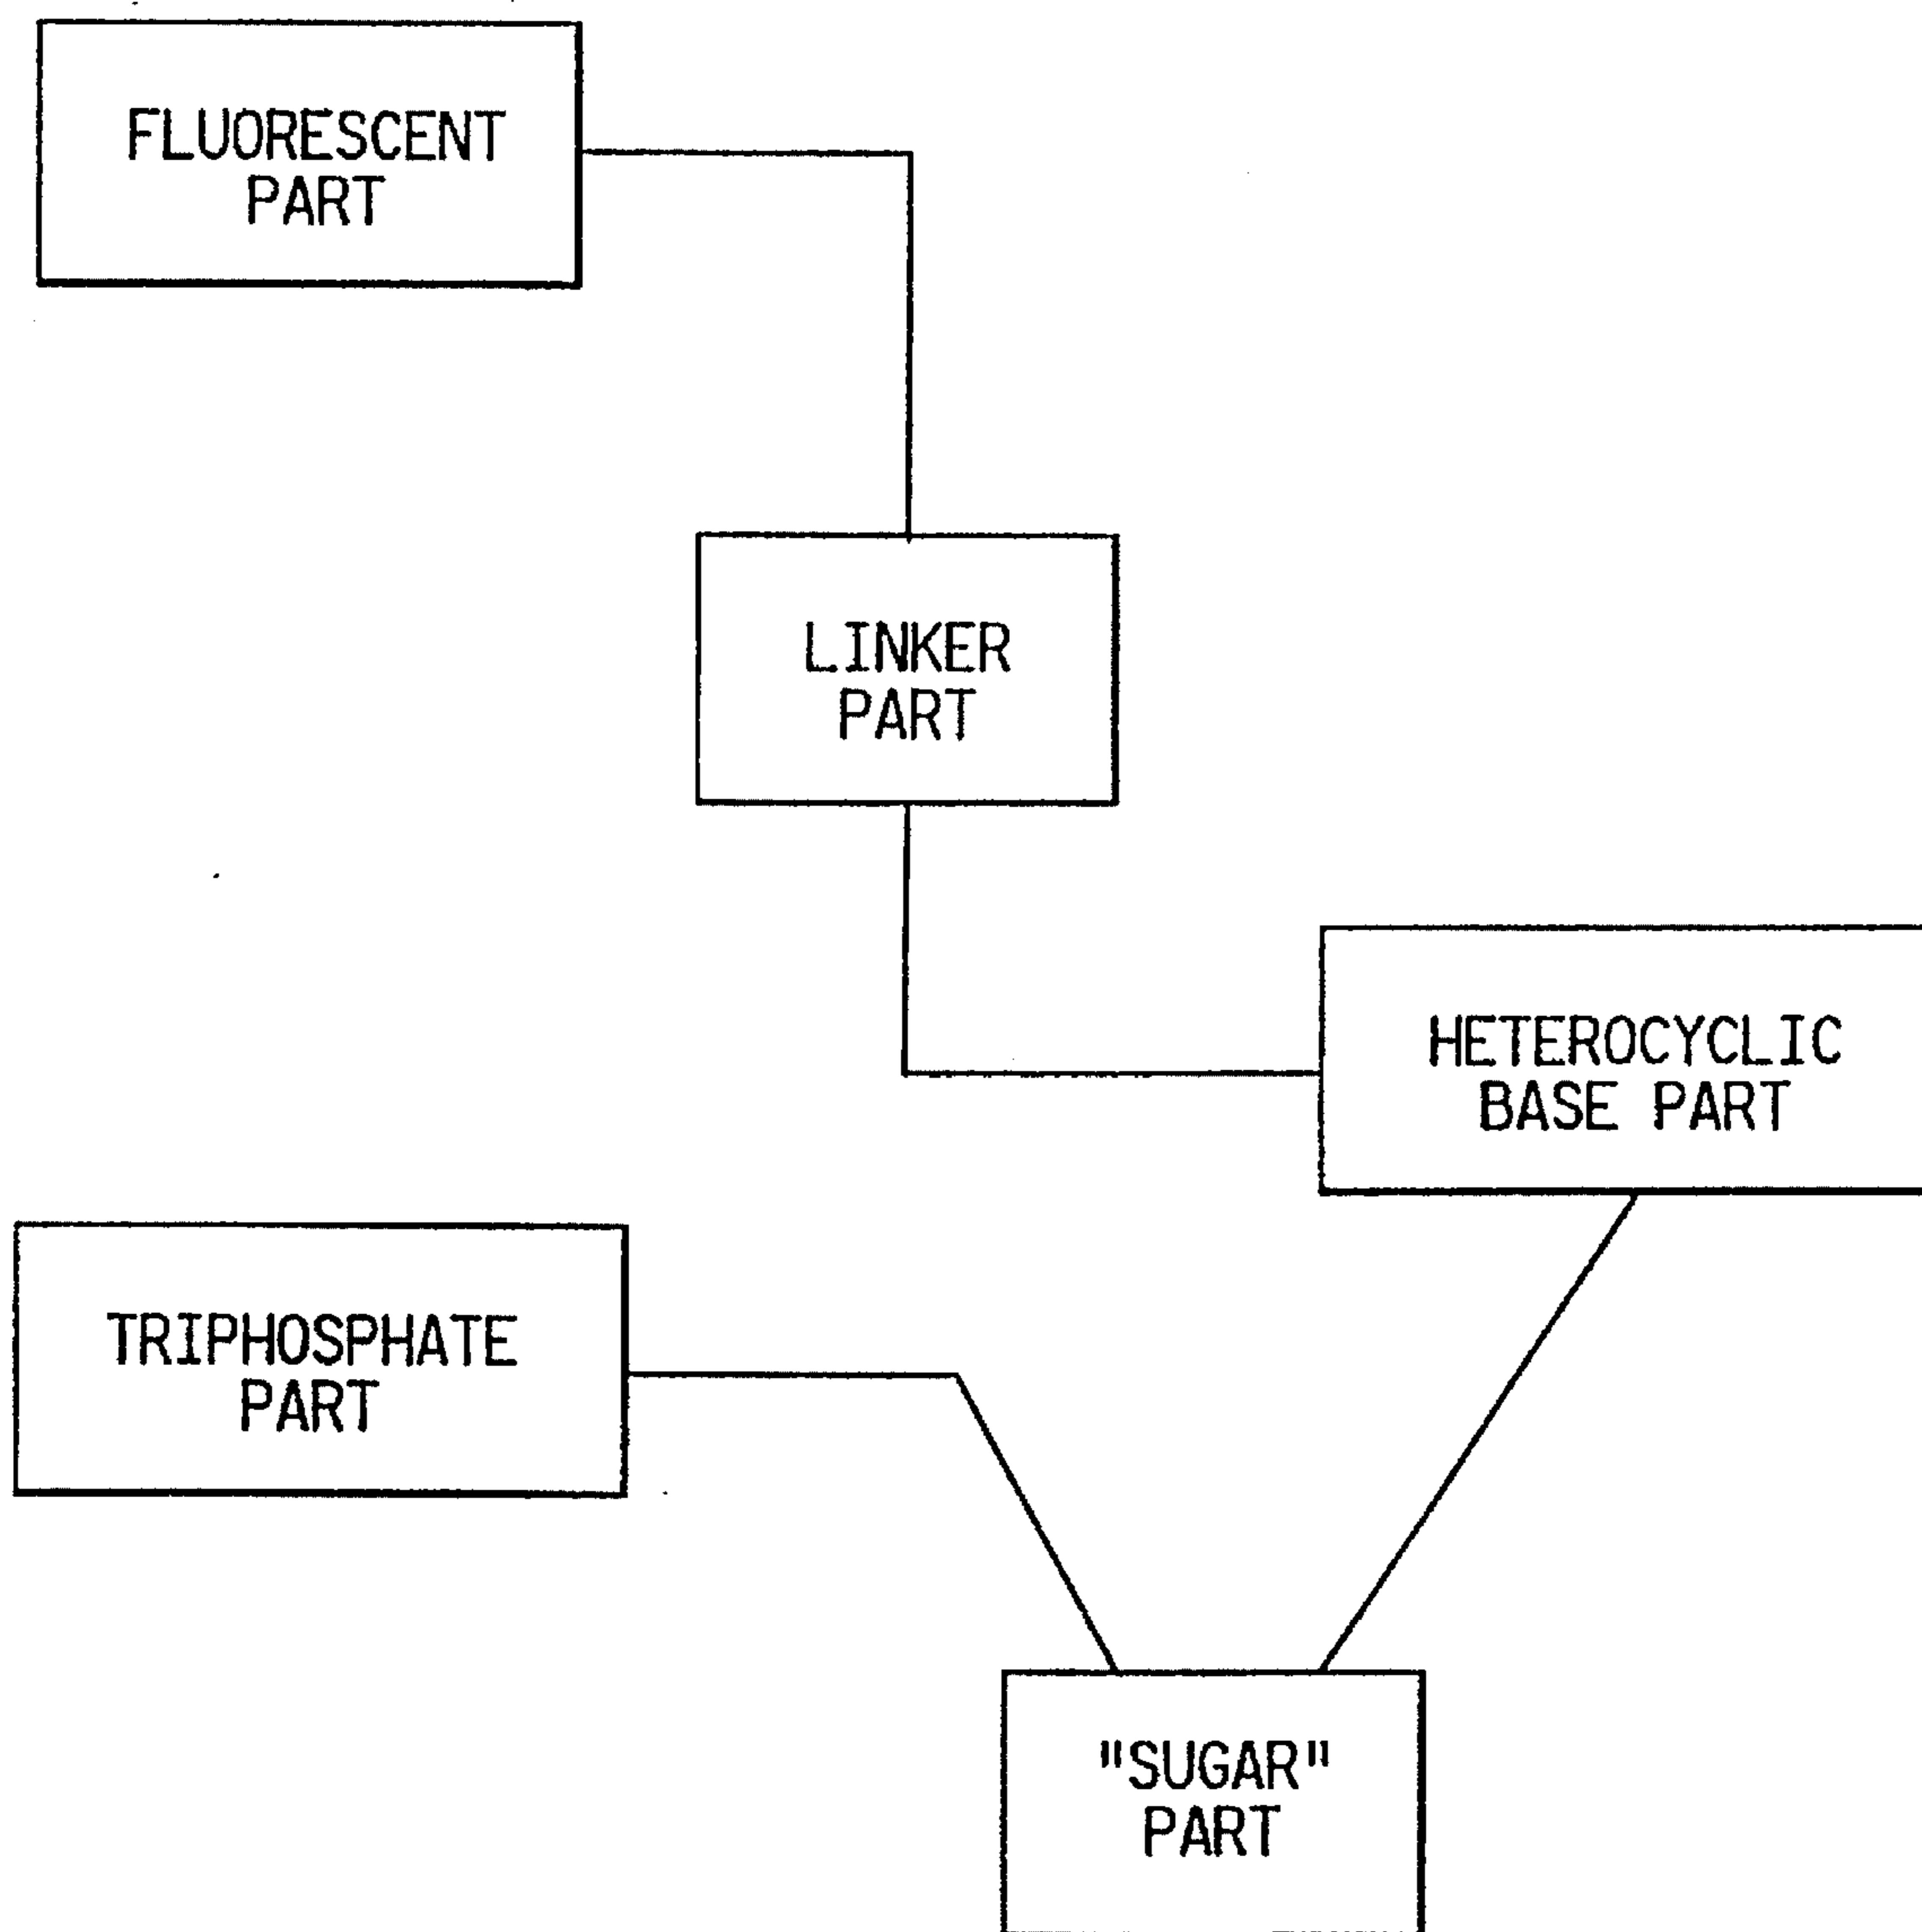 FLUORESCENT
PART
LINKER
PART
HETEROCYCLIC
BASE PART
TRIPHOSPHATE
PART
"SUGAR"
PART